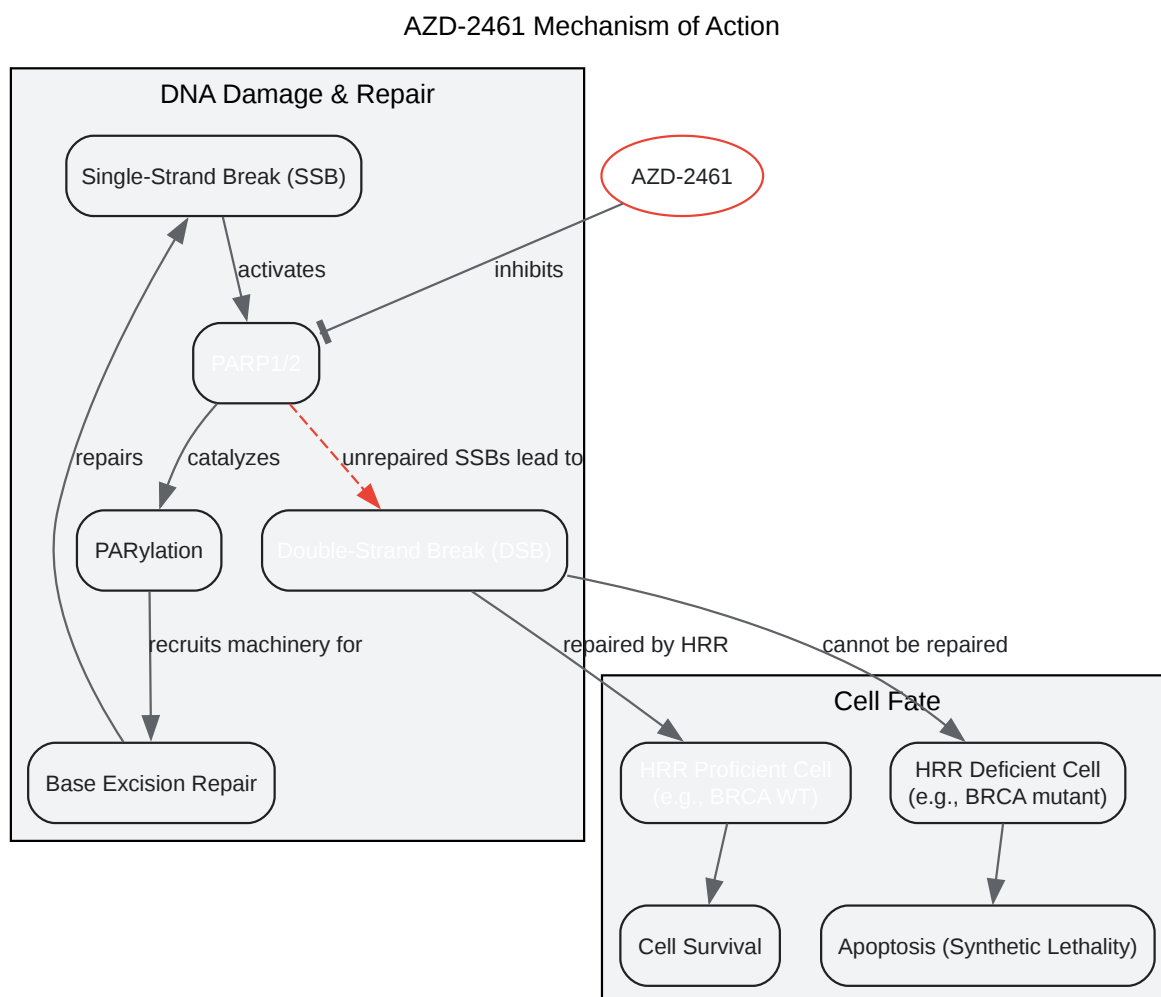 AZD-2461 Mechanism of Action
DNA Damage & Repair
Single-Strand Break (SSB)
AZD-2461
activates
inhibits
PARP1/2
repairs
catalyzes
unrepaired SSBs lead to
PARylation
Double-Strand Break (DSB)
recruits machinery for
repaired by HRR
cannot be repaired
Cell Fate
Base Excision Repair
HRR Proficient Cell
(e.g., BRCA WT)
HRR Deficient Cell
(e.g., BRCA mutant)
Cell Survival
Apoptosis (Synthetic Lethality)